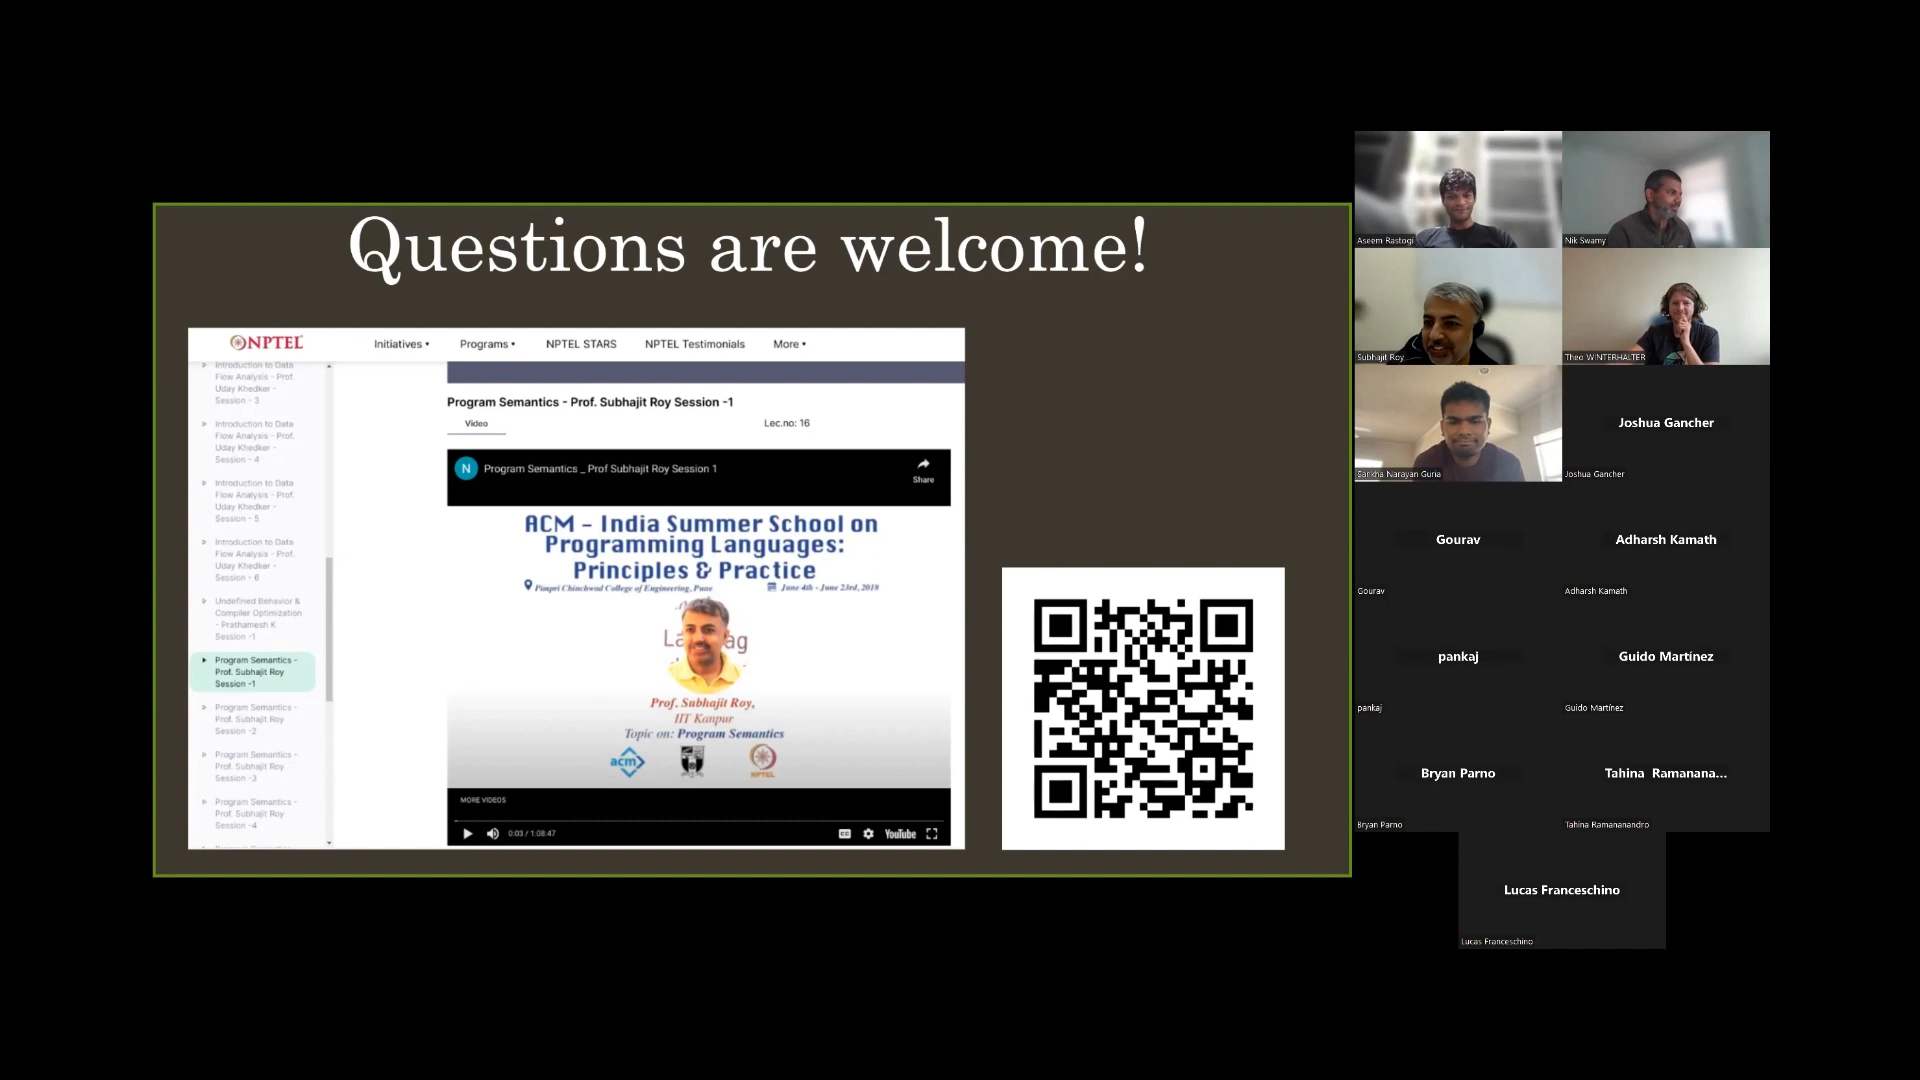 Questions are welcome!
NPTEL
Initiatives
Programs
NPTEL STARS
NPTEL Testimonials
More
Introduction to Data
Flow Analysis - Prof.
Uday Khedker -
Session - 3
Introduction to Data
Flow Analysis - Prof.
Uday Khedker -
Session - 4
Introduction to Data
Flow Analysis - Prof.
Uday Khedker -
Session - 5
Introduction to Data
Flow Analysis - Prof.
Uday Khedker -
Session - 6
Undefined Behavior &
Compiler Optimization
- Prathamesh K
Session -1
Program Semantics -
Prof. Subhajit Roy
Session -1
Program Semantics -
Prof. Subhajit Roy
Session -2
Program Semantics -
Prof. Subhajit Roy
Session -3
Program Semantics -
Prof. Subhajit Roy
Session -4
Program Semantics - Prof. Subhajit Roy Session -1
Video
Lec.no: 16
N
Program Semantics _ Prof Subhajit Roy Session 1
Share
ACM - India Summer School on
Programming Languages:
Principles & Practice
Pimpri Chinchwad College of Engineering, Pune
June 4th - June 23rd, 2018
Prof. Subhajit Roy,
IIT Kanpur
Topic on: Program Semantics
acm
NPTEL
MORE VIDEOS
0:03 / 1:08:47
CC
YouTube
Aseem Rastogi
Nik Swamy
Subhajit Roy
Theo WINTERHALTER
Sankha Narayan Guria
Joshua Gancher
Joshua Gancher
Gourav
Gourav
Adharsh Kamath
Adharsh Kamath
pankaj
pankaj
Guido Martínez
Guido Martínez
Bryan Parno
Bryan Parno
Tahina Ramanana...
Tahina Ramananandro
Lucas Franceschino
Lucas Franceschino